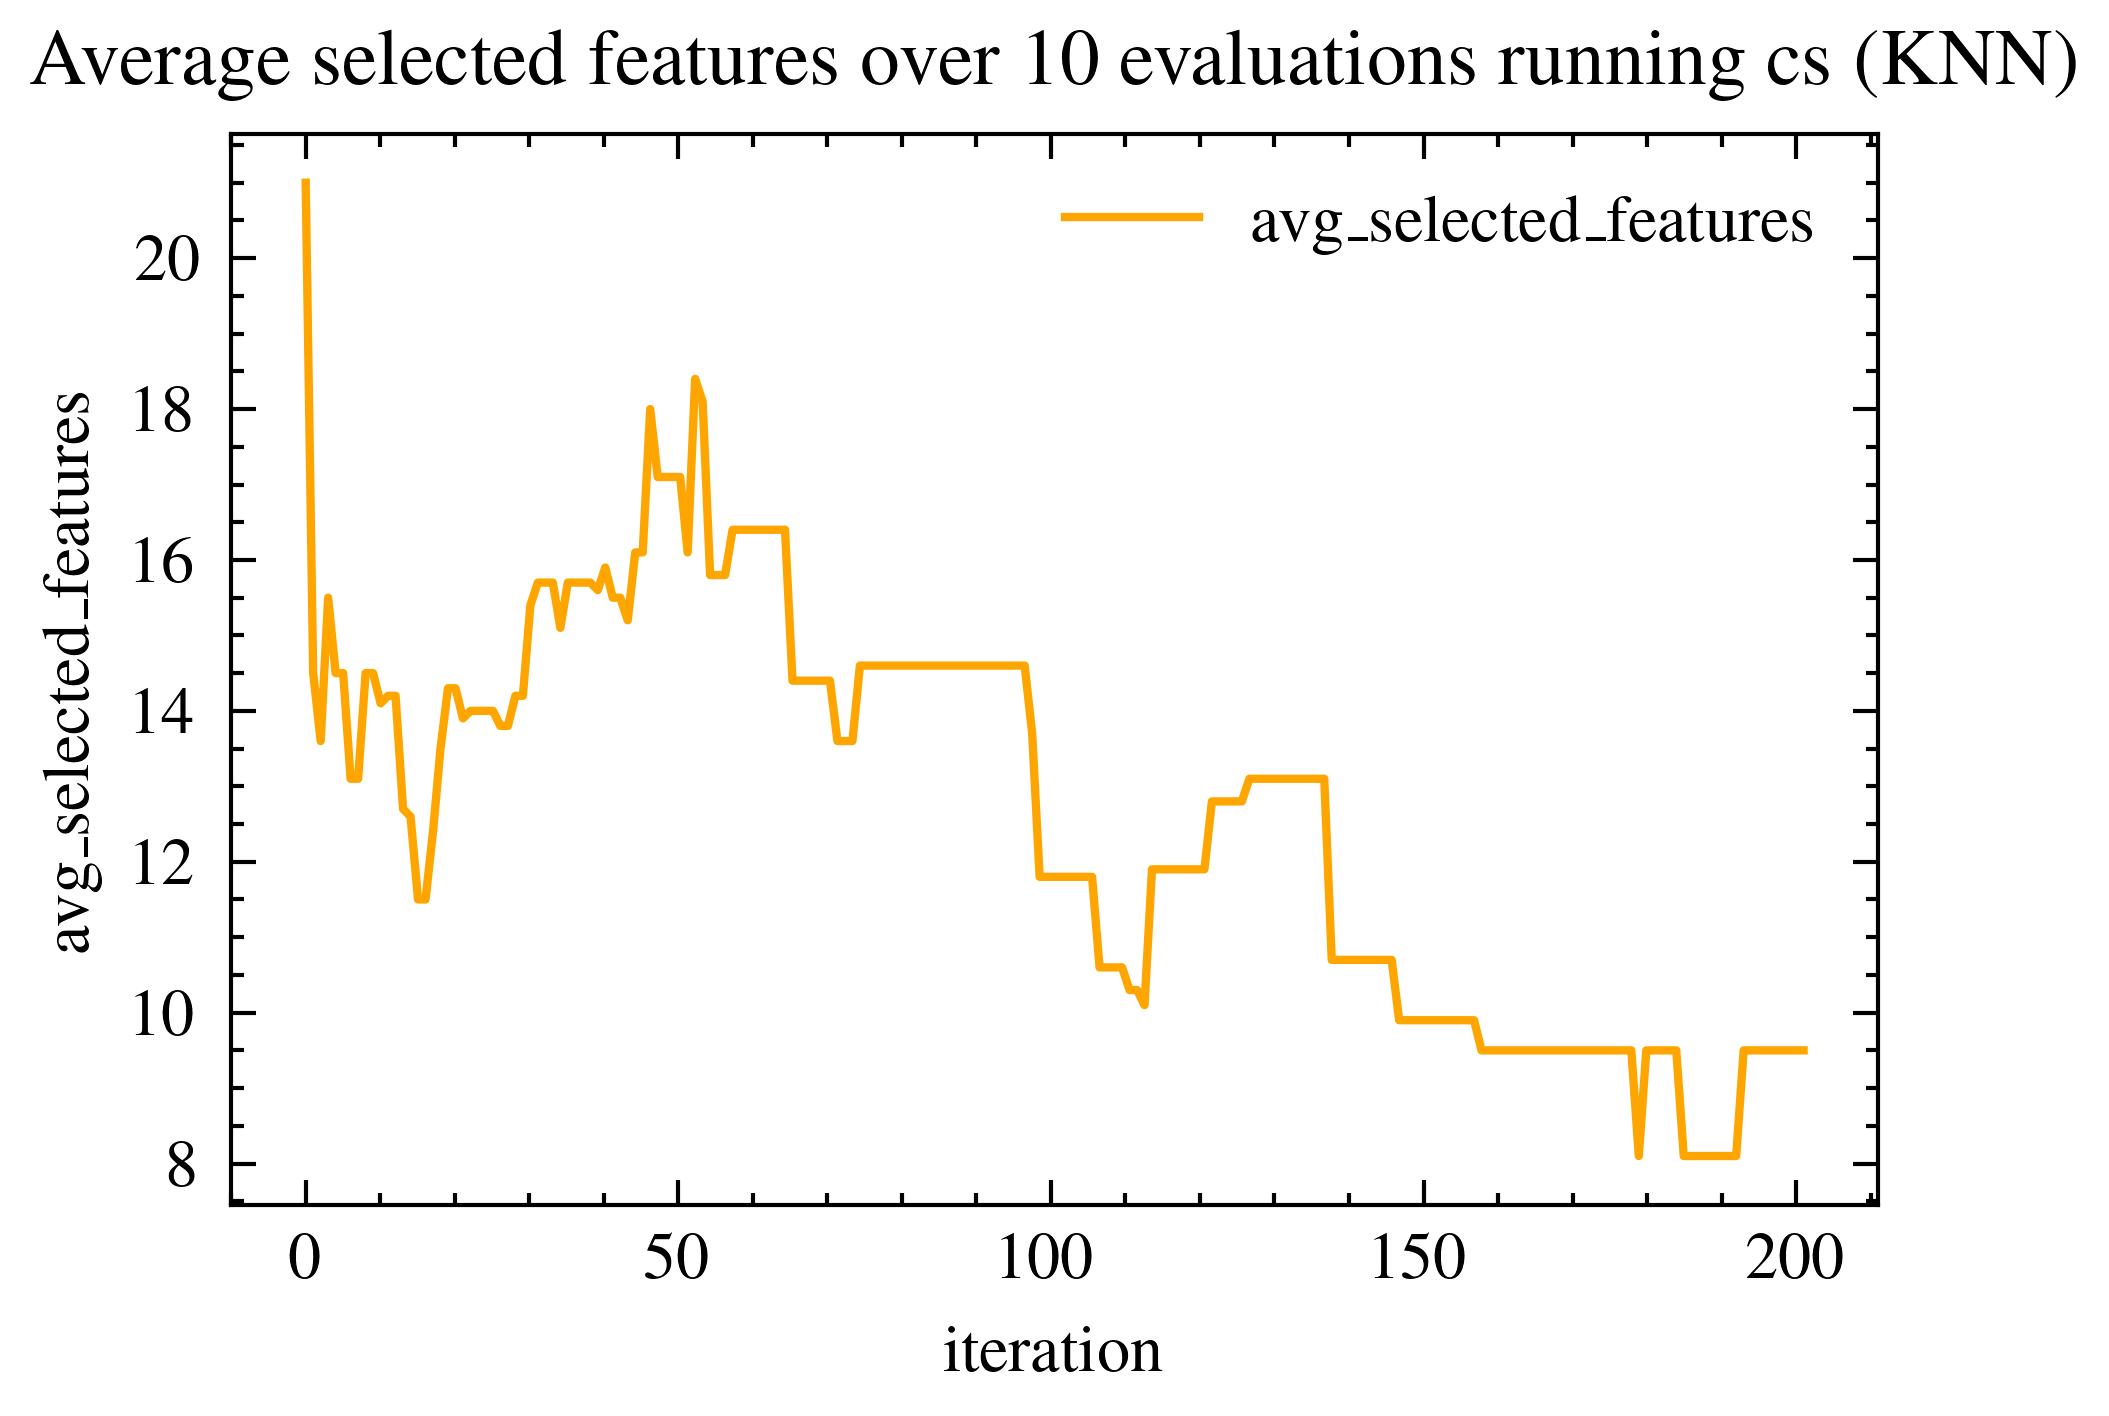 Average selected features over 10 evaluations running cs (KNN)
avg_selected_features
avg_selected_features
20
18
16
14
12
10
8
0 50 100 150 200
iteration